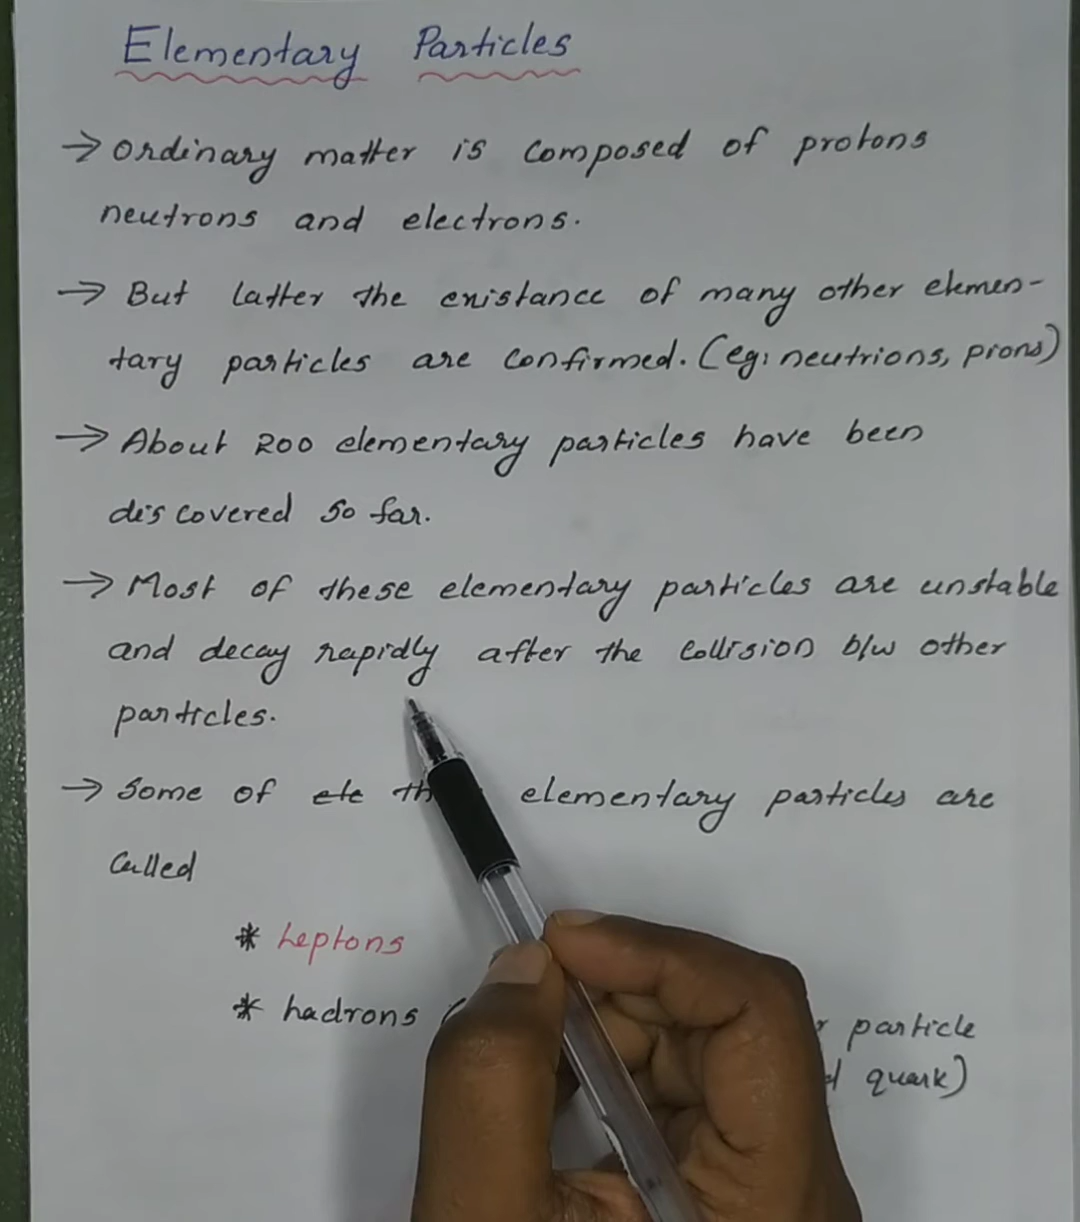 Elementary Particles
→ Ordinary matter is composed of protons
neutrons and electrons.
→ But latter the existance of many other elemen-
tary particles are confirmed. (eg: neutrions, pions)
→ About 200 elementary particles have been
discovered so far.
→ Most of these elementary particles are unstable
and decay rapidly after the collision b/w other
particles.
→ Some of elementary particles are
called
* Leptons
* hadrons ( particle
quark)